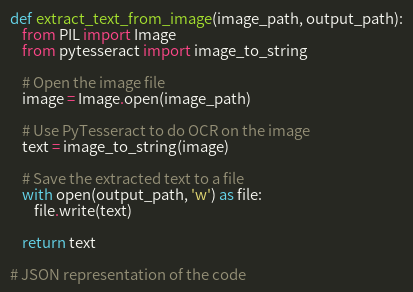 def extract_text_from_image(image_path, output_path):
    from PIL import Image
    from pytesseract import image_to_string

    # Open the image file
    image = Image.open(image_path)

    # Use PyTesseract to do OCR on the image
    text = image_to_string(image)

    # Save the extracted text to a file
    with open(output_path, 'w') as file:
        file.write(text)

    return text

# JSON representation of the code